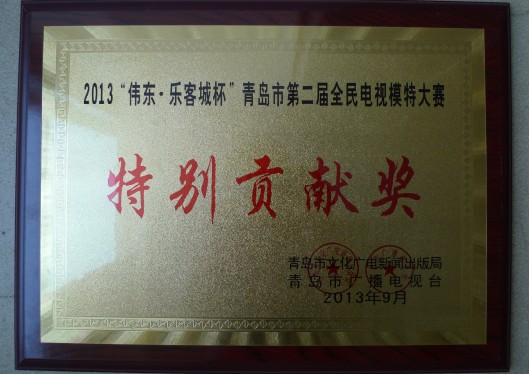 2013“伟东·乐客城杯”青岛市第二届全民电视模特大赛
特别贡献奖
青岛市文化广电新闻出版局
青岛市广播电视台
2013年9月